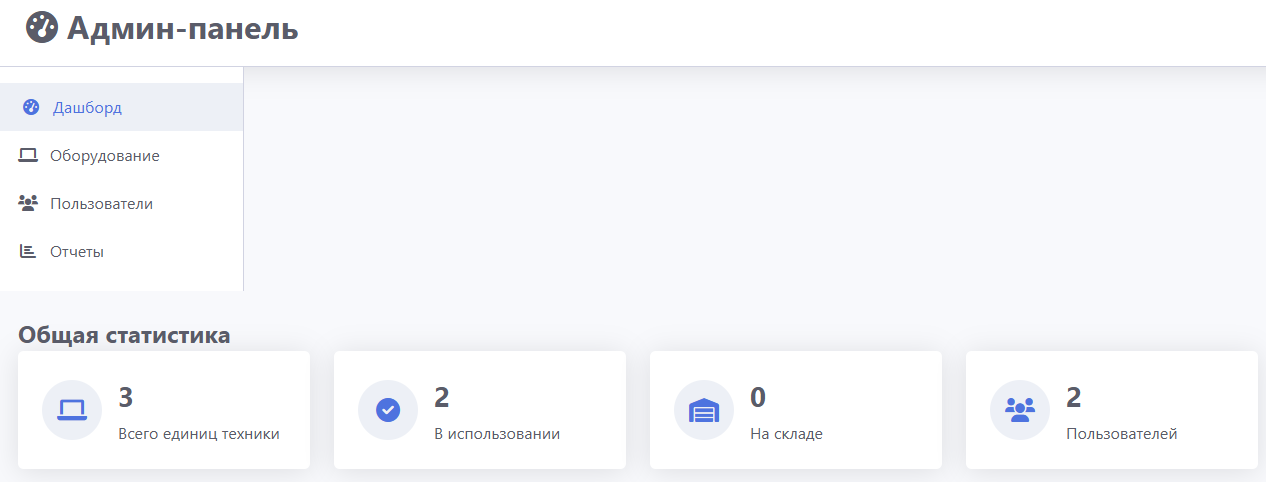 Админ-панель
Дашборд
Оборудование
Пользователи
Отчеты
Общая статистика
3
Всего единиц техники
2
В использовании
0
На складе
2
Пользователей